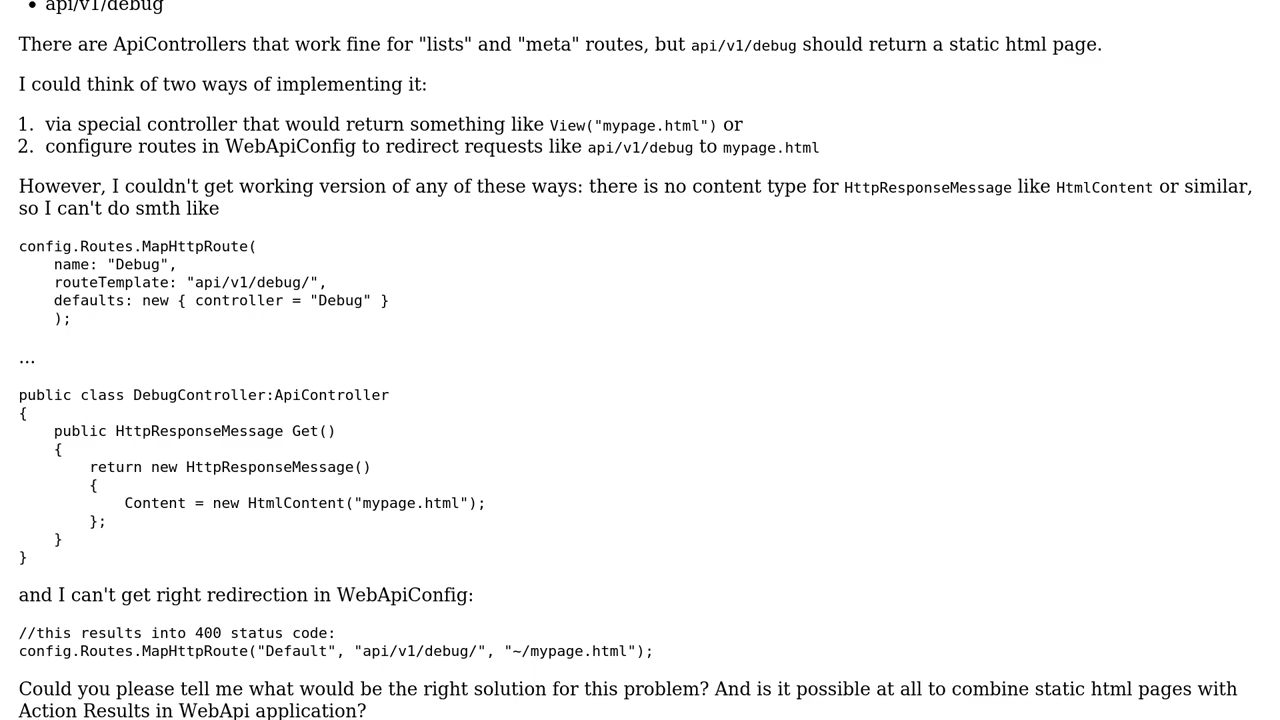 • api/v1/debug
There are ApiControllers that work fine for "lists" and "meta" routes, but api/v1/debug should return a static html page.
I could think of two ways of implementing it:
1. via special controller that would return something like View("mypage.html") or
2. configure routes in WebApiConfig to redirect requests like api/v1/debug to mypage.html
However, I couldn't get working version of any of these ways: there is no content type for HttpResponseMessage like HtmlContent or similar,
so I can't do smth like
config.Routes.MapHttpRoute(
    name: "Debug",
    routeTemplate: "api/v1/debug/",
    defaults: new { controller = "Debug" }
    );
...
public class DebugController:ApiController
{
    public HttpResponseMessage Get()
    {
        return new HttpResponseMessage()
        {
            Content = new HtmlContent("mypage.html");
        };
    }
}
and I can't get right redirection in WebApiConfig:
//this results into 400 status code:
config.Routes.MapHttpRoute("Default", "api/v1/debug/", "~/mypage.html");
Could you please tell me what would be the right solution for this problem? And is it possible at all to combine static html pages with
Action Results in WebApi application?